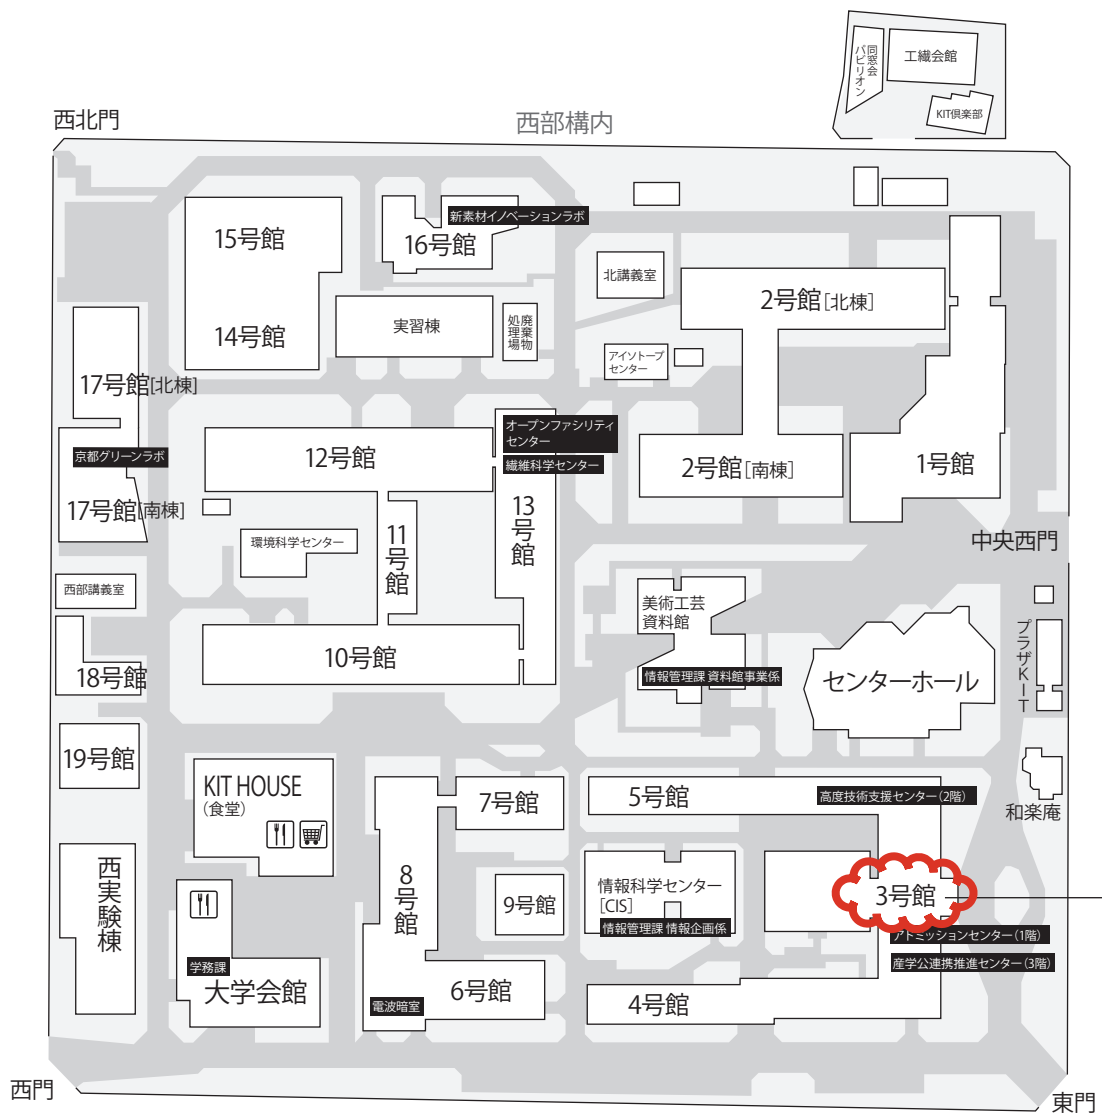 同窓会
パビリオン
工繊会館
KIT倶楽部
西北門
西部構内
15号館
新素材イノベーションラボ
16号館
北講義室
2号館[北棟]
14号館
実習棟
廃棄物
処理場
アイソトープ
センター
17号館[北棟]
オープンファシリティ
センター
京都グリーンラボ
12号館
繊維科学センター
2号館[南棟]
1号館
17号館[南棟]
13号館
11号館
環境科学センター
中央西門
西部講義室
美術工芸
資料館
プラザKIT
10号館
18号館
情報管理課 資料館事業係
センターホール
19号館
KIT HOUSE
(食堂)
7号館
5号館
高度技術支援センター(2階)
和楽庵
西実験棟
8号館
9号館
情報科学センター
[CIS]
情報管理課 情報企画係
3号館
アドミッションセンター(1階)
産学公連携推進センター(3階)
学務課
大学会館
電波暗室
6号館
4号館
西門
東門